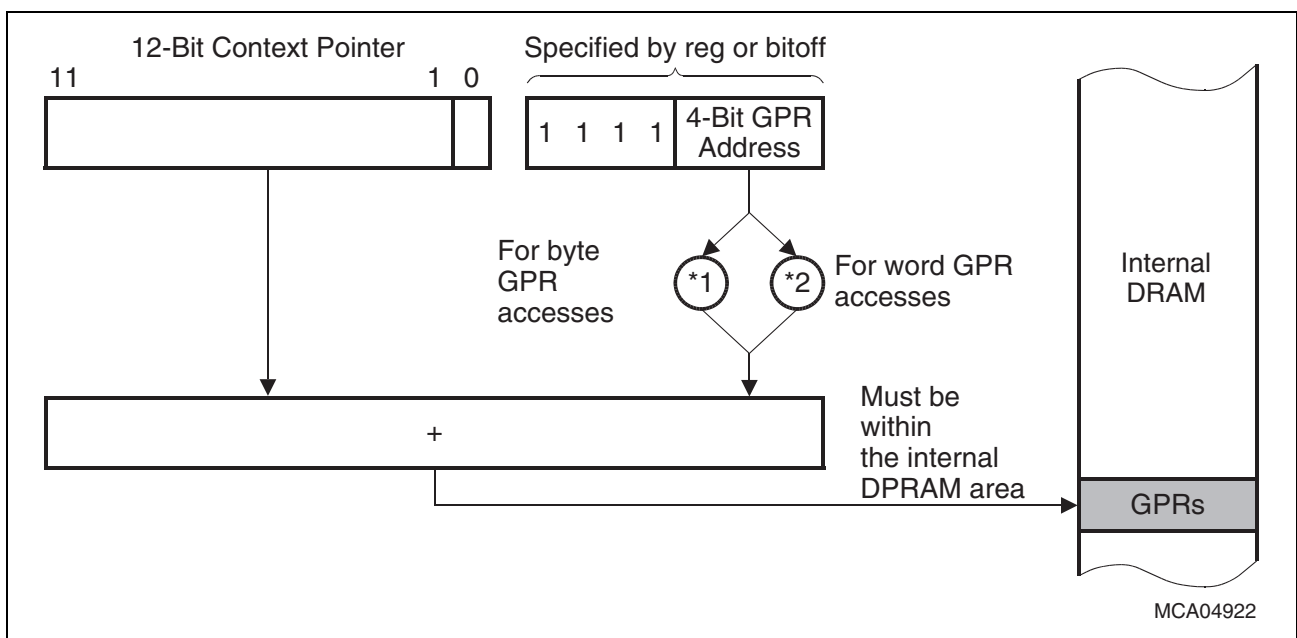 12-Bit Context Pointer
Specified by reg or bitoff
11 1 0
1 1 1 1
4-Bit GPR
Address
For byte
GPR
accesses
*1
*2
For word GPR
accesses
Internal
DRAM
+
Must be
within
the internal
DPRAM area
GPRs
MCA04922